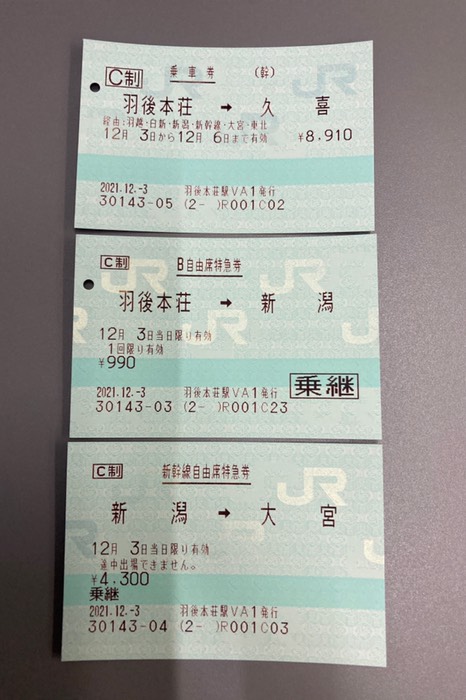 C制 乗車券 (幹)
羽後本荘 → 久喜
経由:羽越・白新・新潟・新幹線・大宮・東北
12月 3日から12月 6日まで有効 ¥8,910
2021.12.-3 羽後本荘駅VA1発行
30143-05 (2- )R001C02
C制 B自由席特急券
羽後本荘 → 新潟
12月 3日当日限り有効
1回限り有効
¥990
乗継
2021.12.-3 羽後本荘駅VA1発行
30143-03 (2- )R001C23
C制 新幹線自由席特急券
新潟 → 大宮
12月 3日当日限り有効
途中出場できません。
¥4,300
乗継
2021.12.-3 羽後本荘駅VA1発行
30143-04 (2- )R001C03
JR
JR
JR
JR